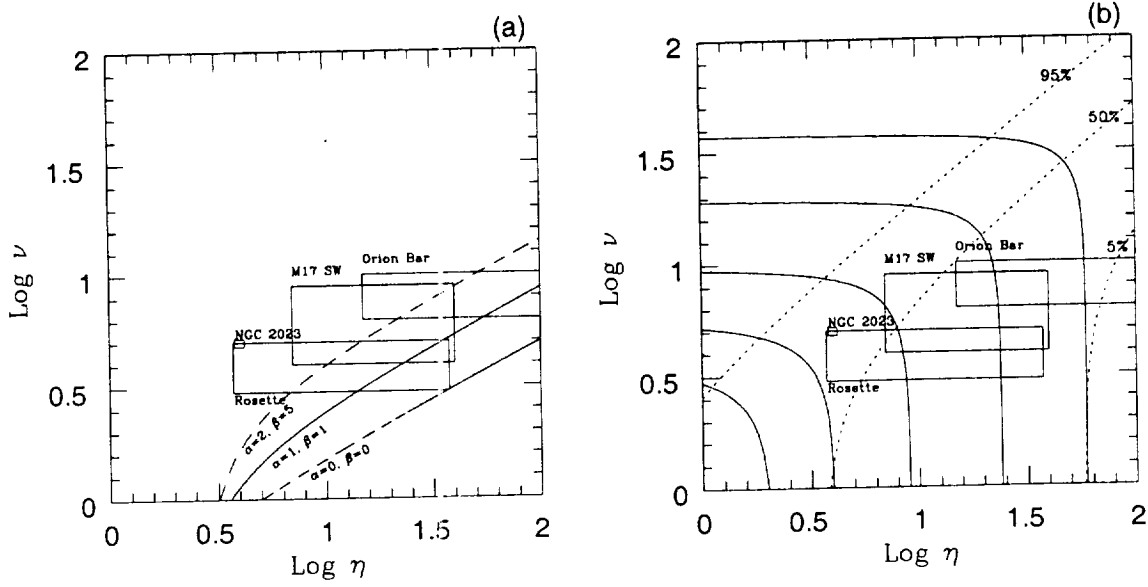 (a)
2
1.5
1
0.5
0
Log ν
M17 SW
Orion Bar
NGC 2023
Rosette
α=2, β=5
α=1, β=1
α=0, β=0
0
0.5
1
1.5
2
Log η
(b)
2
1.5
1
0.5
0
Log ν
95%
50%
5%
M17 SW
Orion Bar
NGC 2023
Rosette
0
0.5
1
1.5
2
Log η